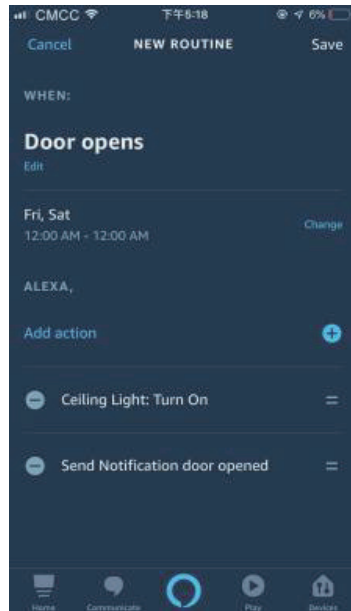 CMCC 下午5:18 6%
Cancel NEW ROUTINE Save
WHEN:
Door opens
Edit
Fri, Sat
12:00 AM - 12:00 AM Change
ALEXA,
Add action
Ceiling Light: Turn On
Send Notification door opened
Home Communicate Play Devices